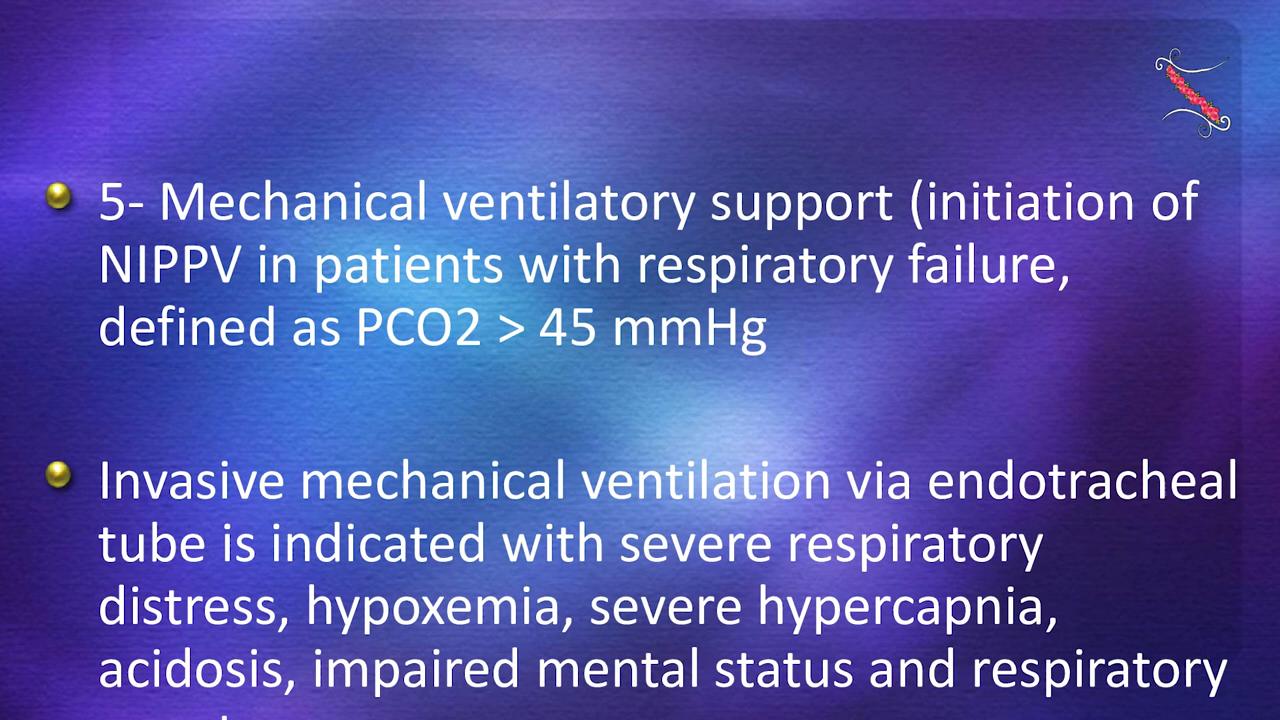 5- Mechanical ventilatory support (initiation of
NIPPV in patients with respiratory failure,
defined as PCO2 > 45 mmHg
Invasive mechanical ventilation via endotracheal
tube is indicated with severe respiratory
distress, hypoxemia, severe hypercapnia,
acidosis, impaired mental status and respiratory